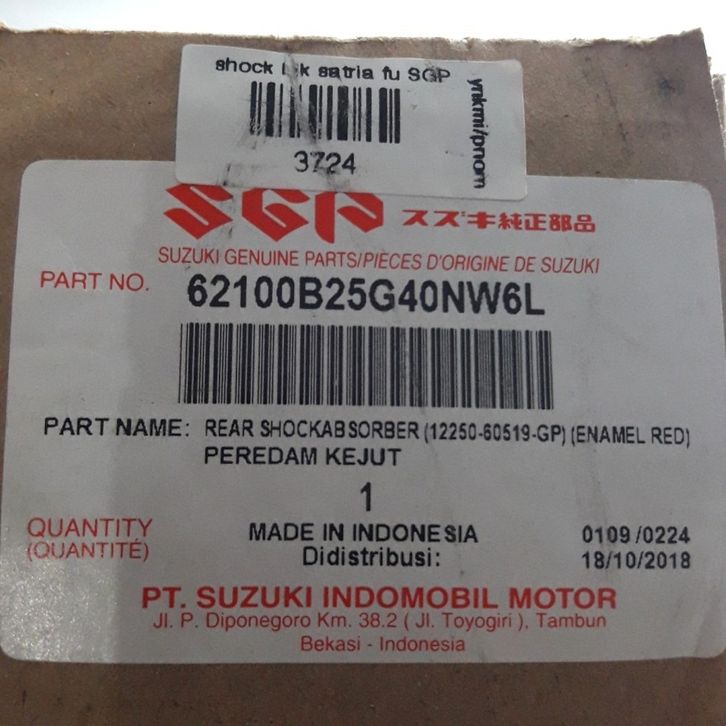 shock satria fu SGP
ynkmi/pnom
3724
SGP スズキ純正部品
SUZUKI GENUINE PARTS/PIÈCES D'ORIGINE DE SUZUKI
PART NO. 62100B25G40NW6L
PART NAME: REAR SHOCKABSORBER (12250-60519-GP) (ENAMEL RED)
PEREDAM KEJUT
1
QUANTITY MADE IN INDONESIA 0109 /0224
(QUANTITÉ) Didistribusi: 18/10/2018
PT. SUZUKI INDOMOBIL MOTOR
Jl. P. Diponegoro Km. 38.2 ( Jl. Toyogiri ), Tambun
Bekasi - Indonesia